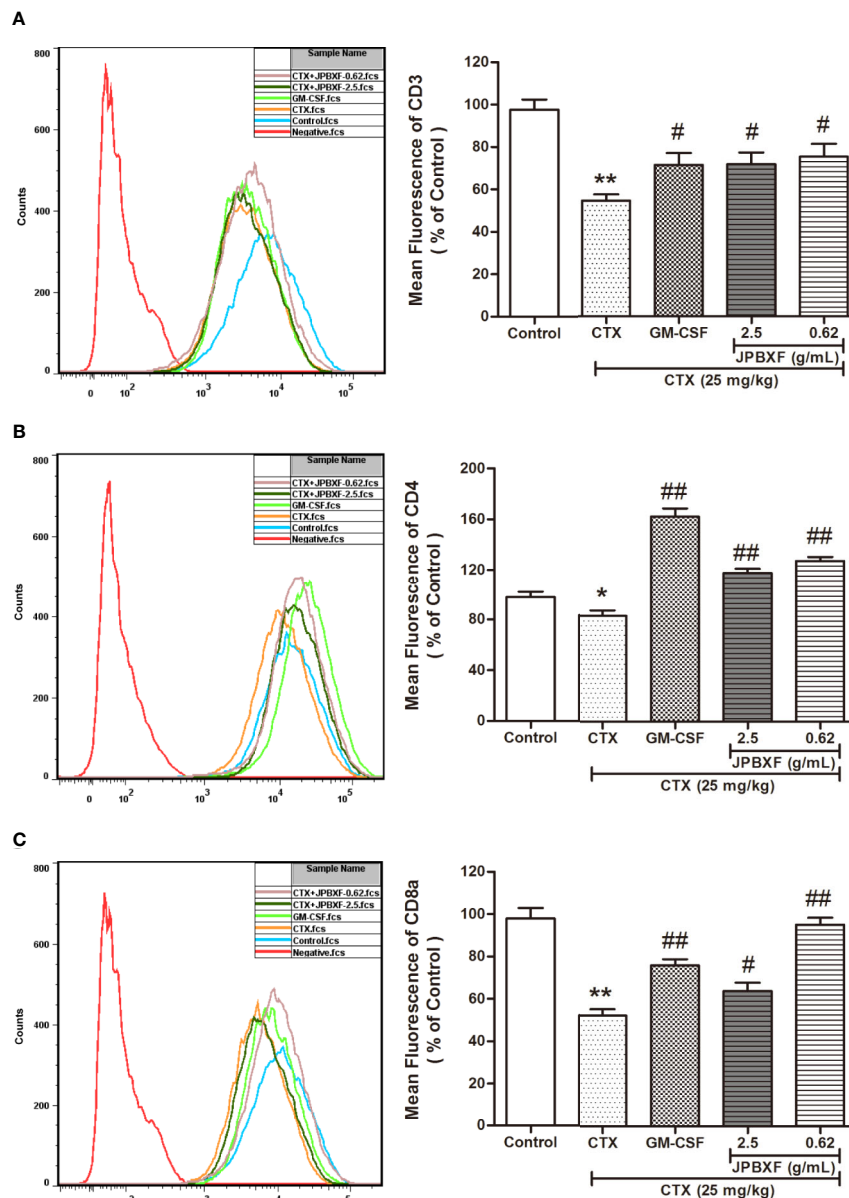 A
800
600
400
200
0
Counts
Sample Name
CTX+JPBXF-0.62.fcs
CTX+JPBXF-2.5.fcs
GM-CSF.fcs
CTX.fcs
Control.fcs
Negative.fcs
0 10² 10³ 10⁴ 10⁵
Mean Fluorescence of CD3
( % of Control )
120
100
80
60
40
20
0
** # # #
Control CTX GM-CSF 2.5 0.62
JPBXF (g/mL)
CTX (25 mg/kg)
B
800
600
400
200
0
Counts
Sample Name
CTX+JPBXF-0.62.fcs
CTX+JPBXF-2.5.fcs
GM-CSF.fcs
CTX.fcs
Control.fcs
Negative.fcs
0 10² 10³ 10⁴ 10⁵
Mean Fluorescence of CD4
( % of Control )
200
160
120
80
40
0
* ## ## ##
Control CTX GM-CSF 2.5 0.62
JPBXF (g/mL)
CTX (25 mg/kg)
C
800
600
400
200
0
Counts
Sample Name
CTX+JPBXF-0.62.fcs
CTX+JPBXF-2.5.fcs
GM-CSF.fcs
CTX.fcs
Control.fcs
Negative.fcs
2 3 4 5
Mean Fluorescence of CD8a
( % of Control )
120
100
80
60
40
20
0
** ## # ##
Control CTX GM-CSF 2.5 0.62
JPBXF (g/mL)
CTX (25 mg/kg)